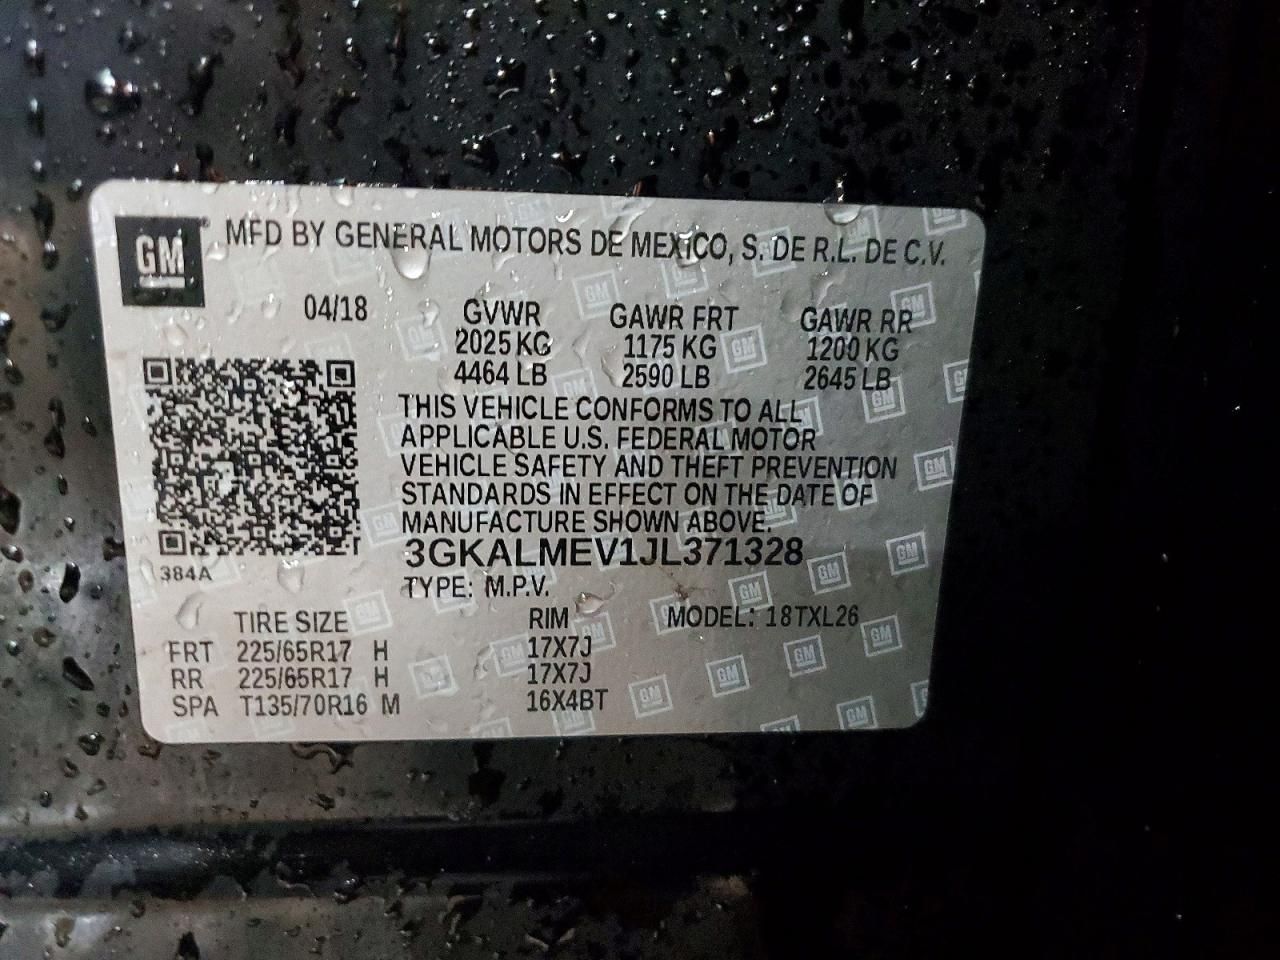 GM ® MFD BY GENERAL MOTORS DE MEXICO, S. DE R.L. DE C.V.
04/18 GVWR GAWR FRT GAWR RR
2025 KG 1175 KG 1200 KG
4464 LB 2590 LB 2645 LB
THIS VEHICLE CONFORMS TO ALL
APPLICABLE U.S. FEDERAL MOTOR
VEHICLE SAFETY AND THEFT PREVENTION
STANDARDS IN EFFECT ON THE DATE OF
MANUFACTURE SHOWN ABOVE.
3GKALMEV1JL371328
384A
TYPE: M.P.V.
TIRE SIZE RIM MODEL: 18TXL26
FRT 225/65R17 H 17X7J
RR 225/65R17 H 17X7J
SPA T135/70R16 M 16X4BT